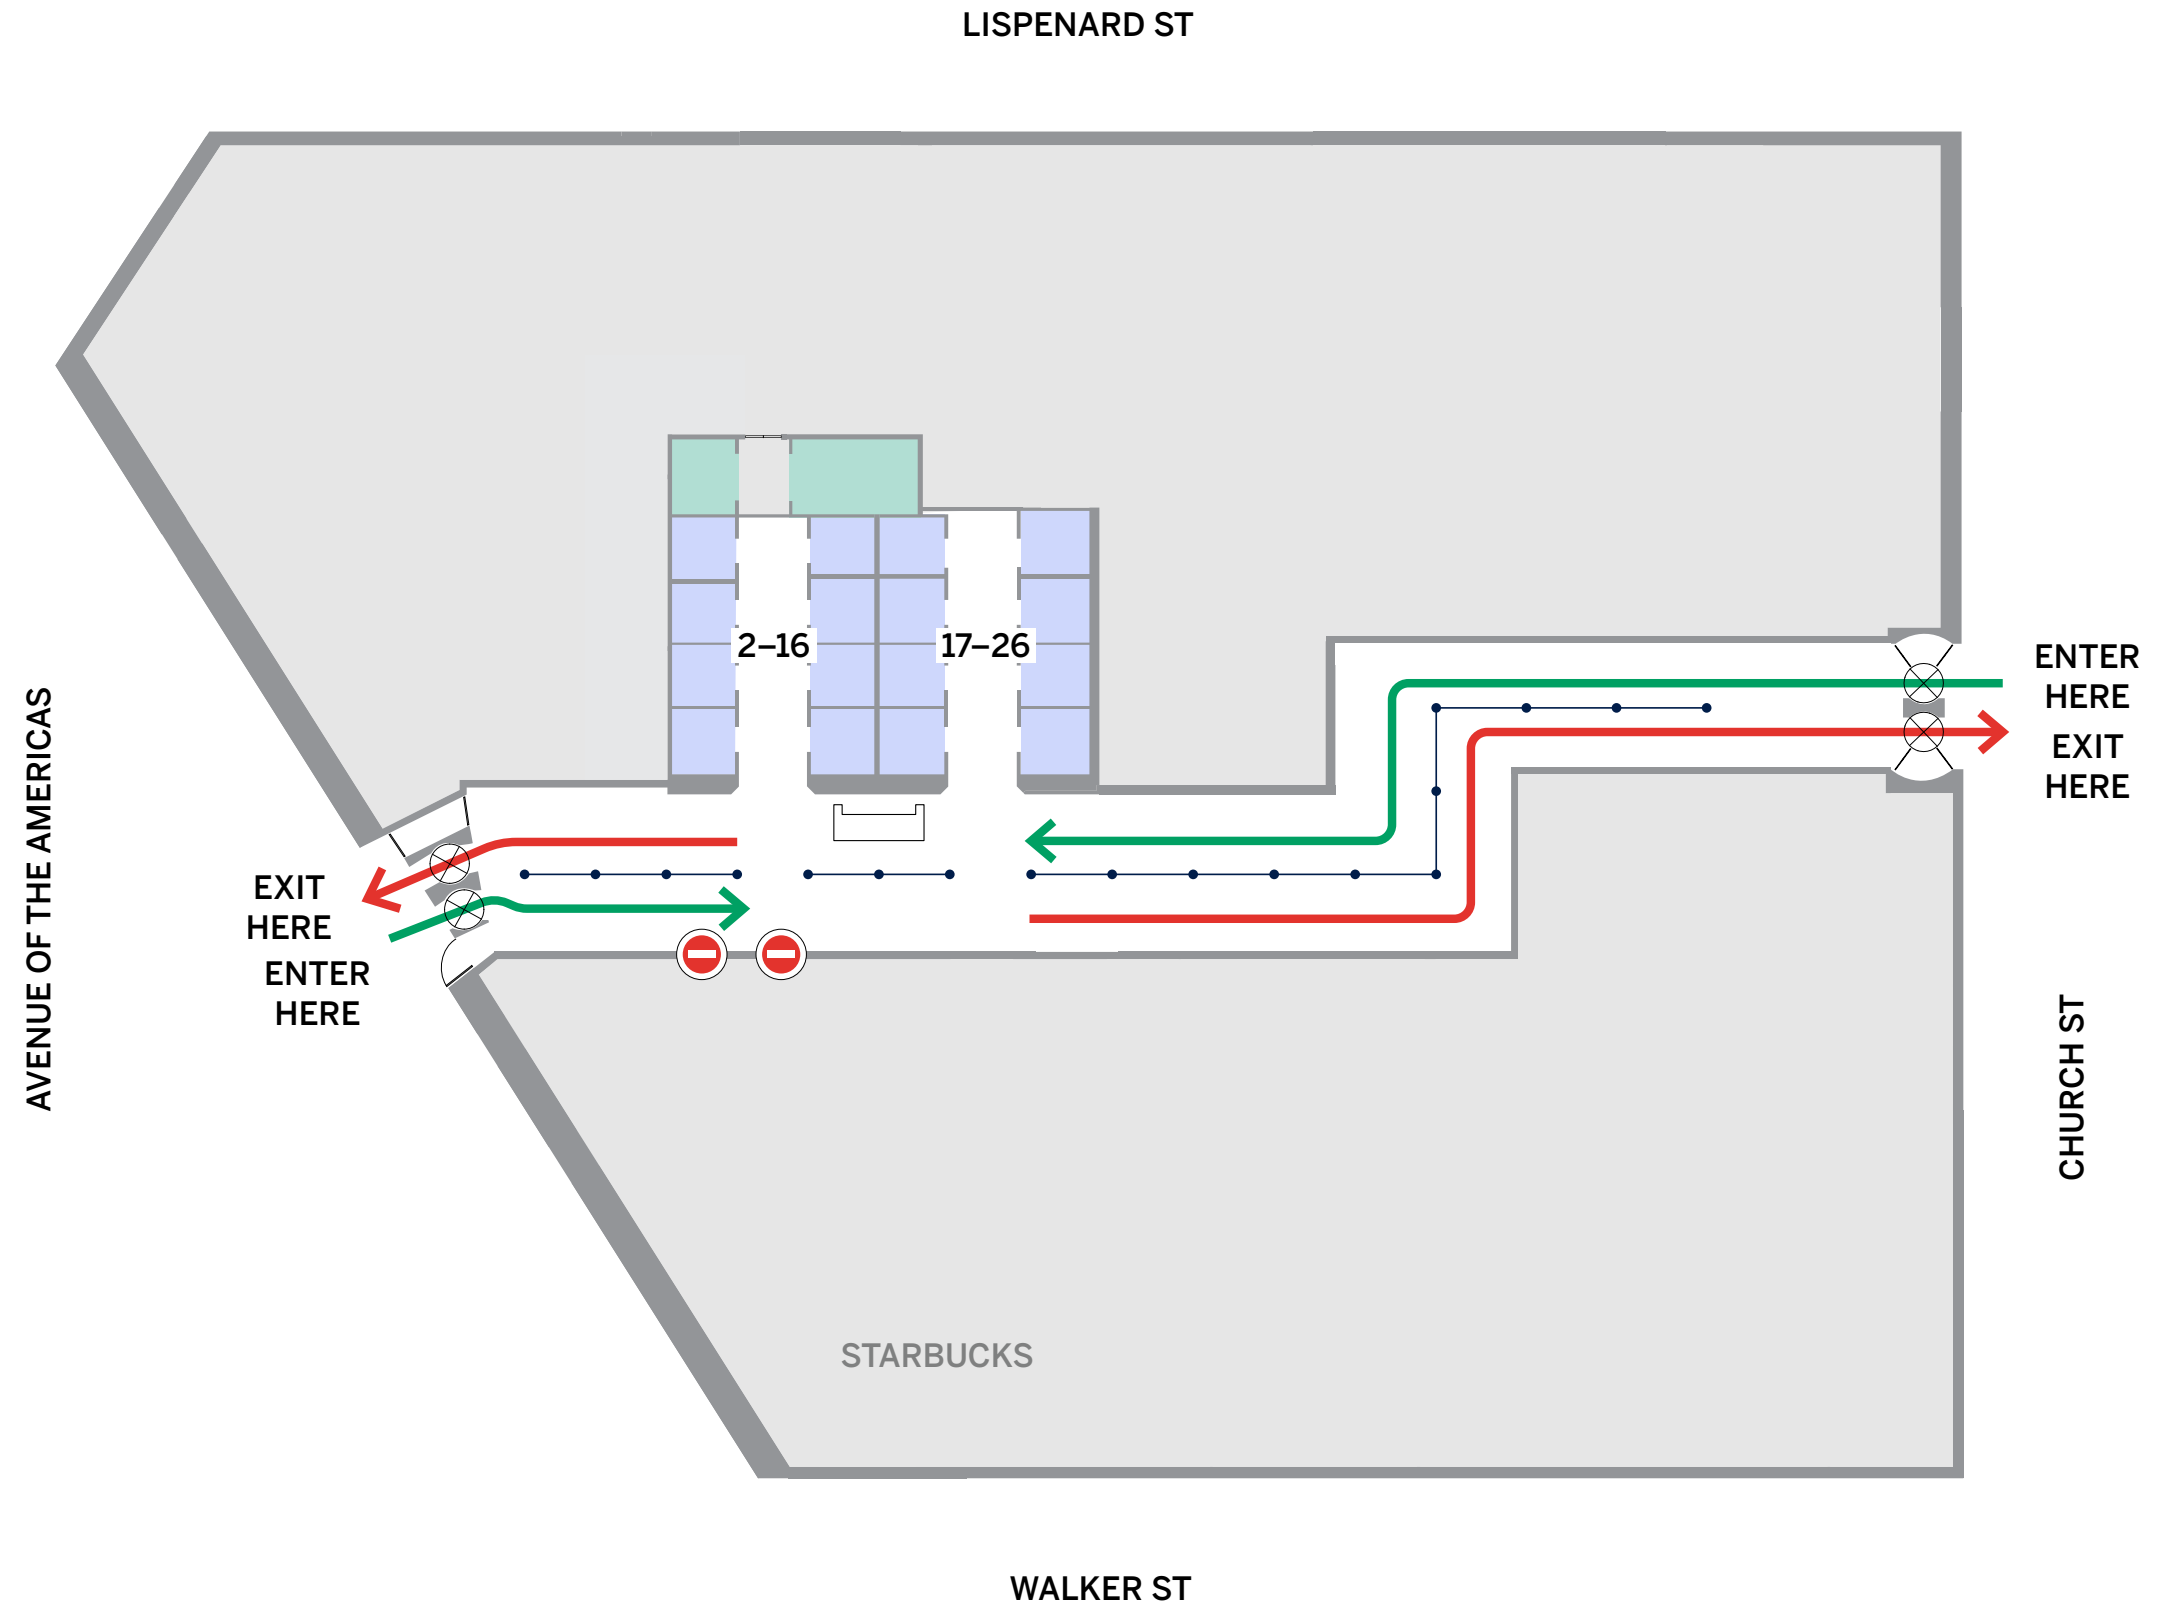 LISPENARD ST
2–16
17–26
ENTER
HERE
EXIT
HERE
AVENUE OF THE AMERICAS
EXIT
HERE
ENTER
HERE
CHURCH ST
STARBUCKS
WALKER ST